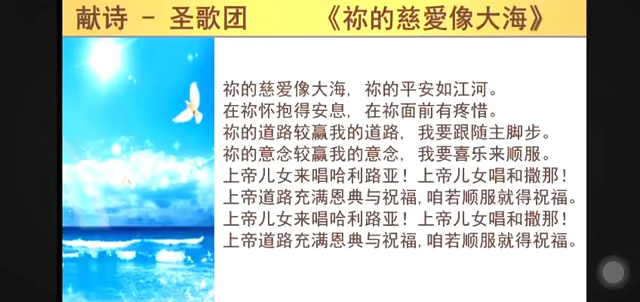 献诗 - 圣歌团 《祢的慈愛像大海》
祢的慈爱像大海, 祢的平安如江河。
在祢怀抱得安息, 在祢面前有疼惜。
祢的道路较赢我的道路, 我要跟随主脚步。
祢的意念较赢我的意念, 我要喜乐来顺服。
上帝儿女来唱哈利路亚! 上帝儿女唱和撒那!
上帝道路充满恩典与祝福, 咱若顺服就得祝福。
上帝儿女来唱哈利路亚! 上帝儿女唱和撒那!
上帝道路充满恩典与祝福, 咱若顺服就得祝福。